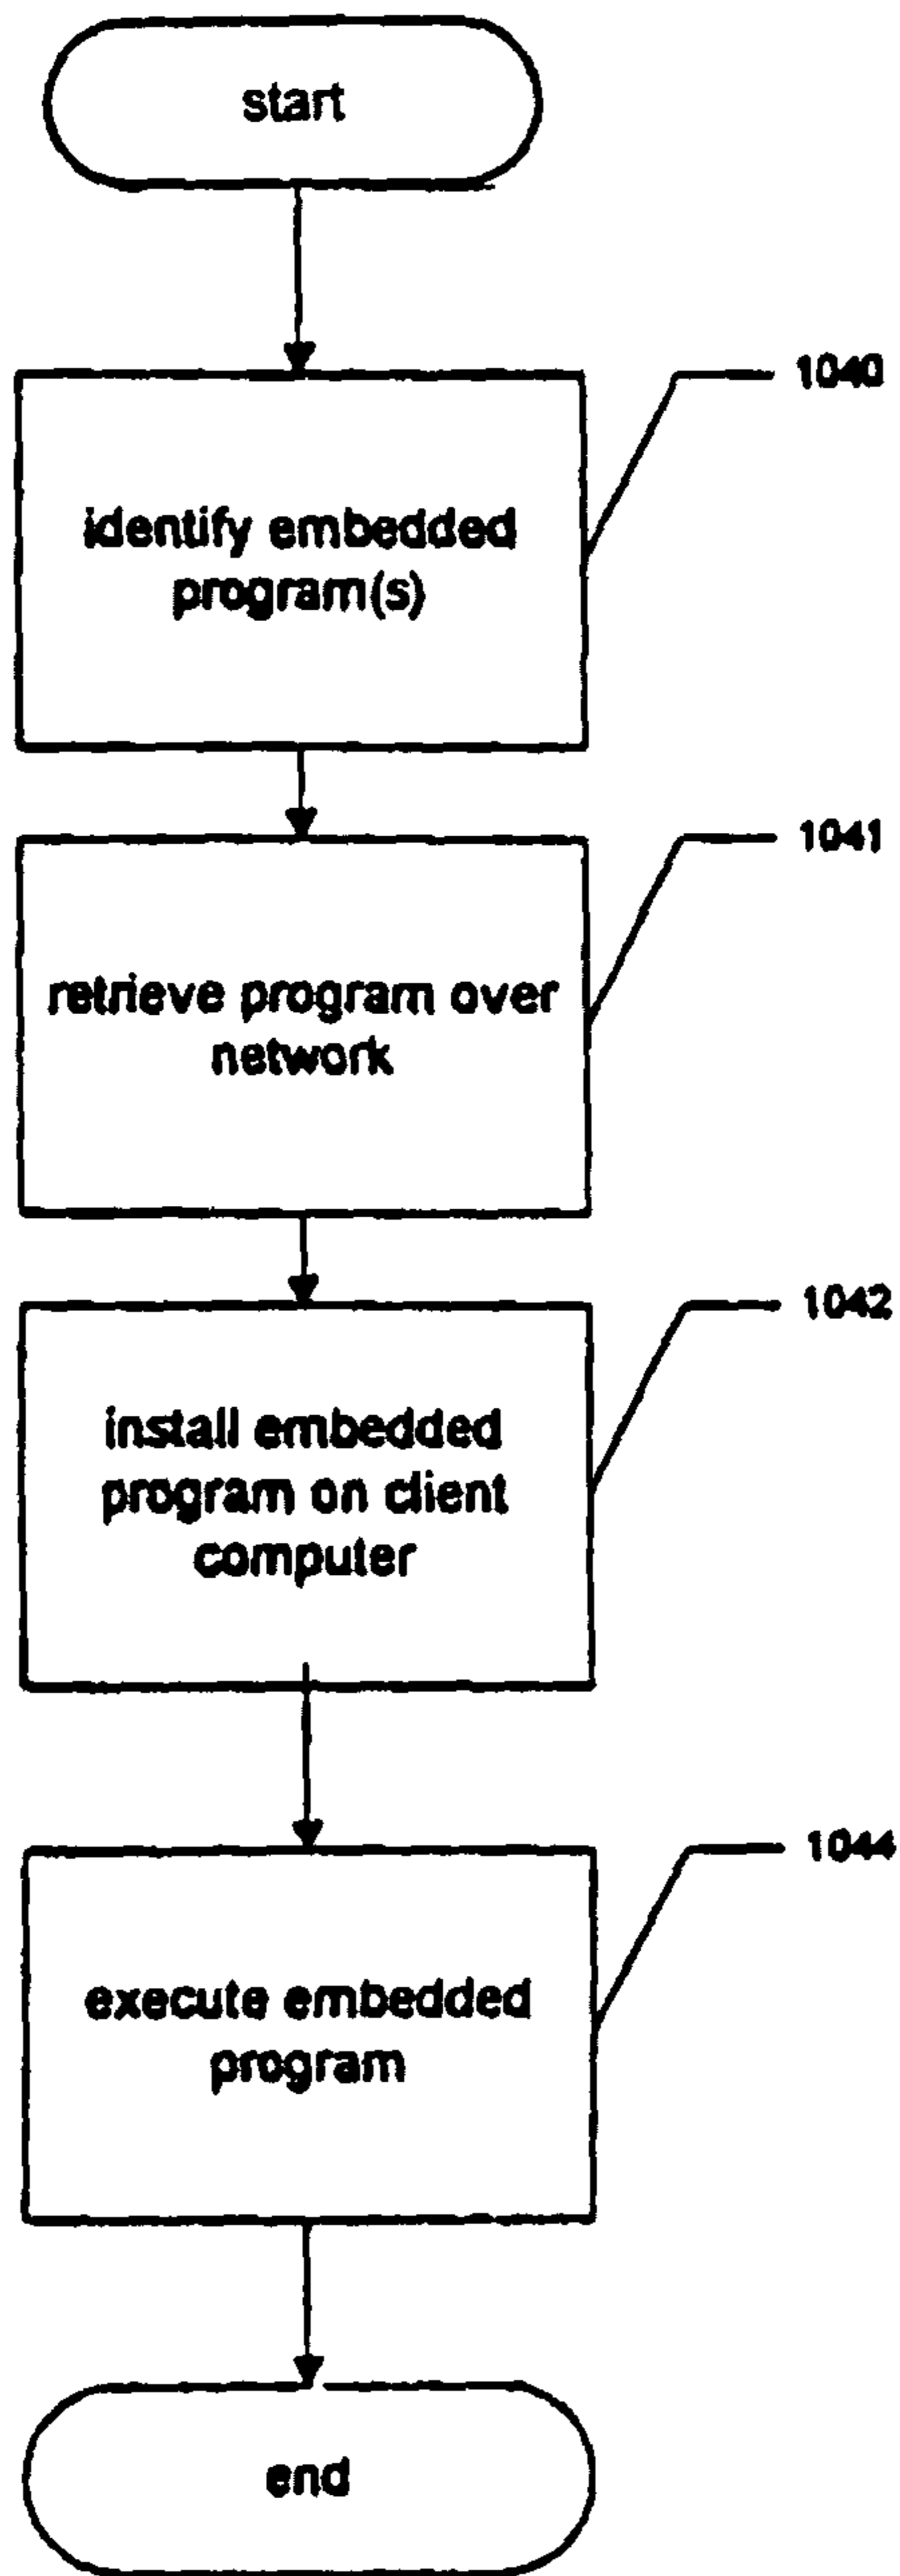 start
1040
identify embedded
program(s)
1041
retrieve program over
network
1042
install embedded
program on client
computer
1044
execute embedded
program
end